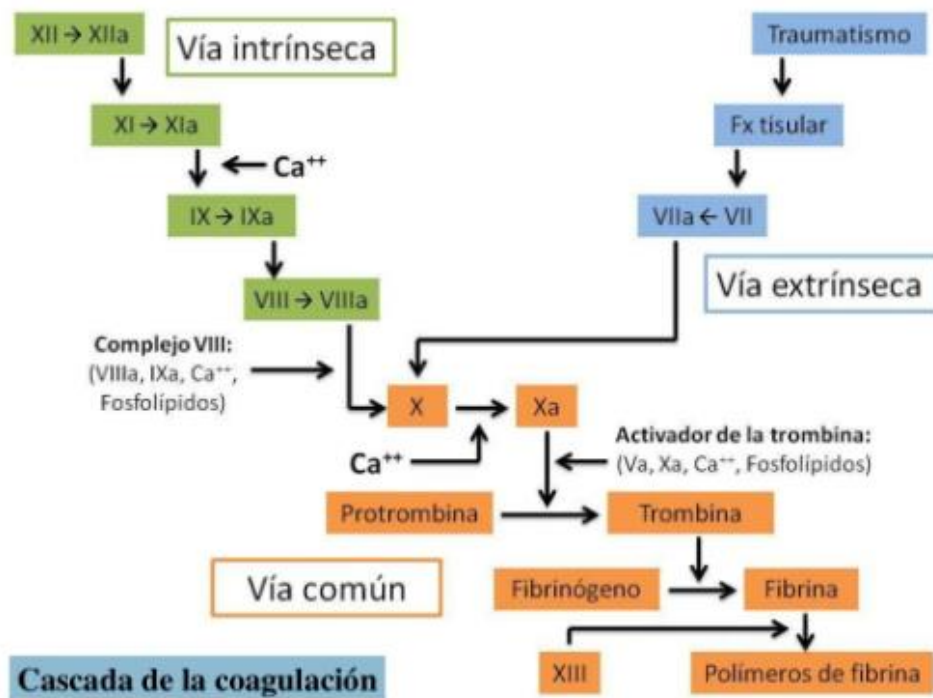 XII → XIIa
Vía intrínseca
Traumatismo
XI → XIa
Fx tisular
Ca⁺⁺
IX → IXa
VIIa ← VII
Vía extrínseca
VIII → VIIIa
Complejo VIII:
(VIIIa, IXa, Ca⁺⁺,
Fosfolípidos)
X
Xa
Activador de la trombina:
(Va, Xa, Ca⁺⁺, Fosfolípidos)
Ca⁺⁺
Protrombina
Trombina
Vía común
Fibrinógeno
Fibrina
XIII
Polímeros de fibrina
Cascada de la coagulación